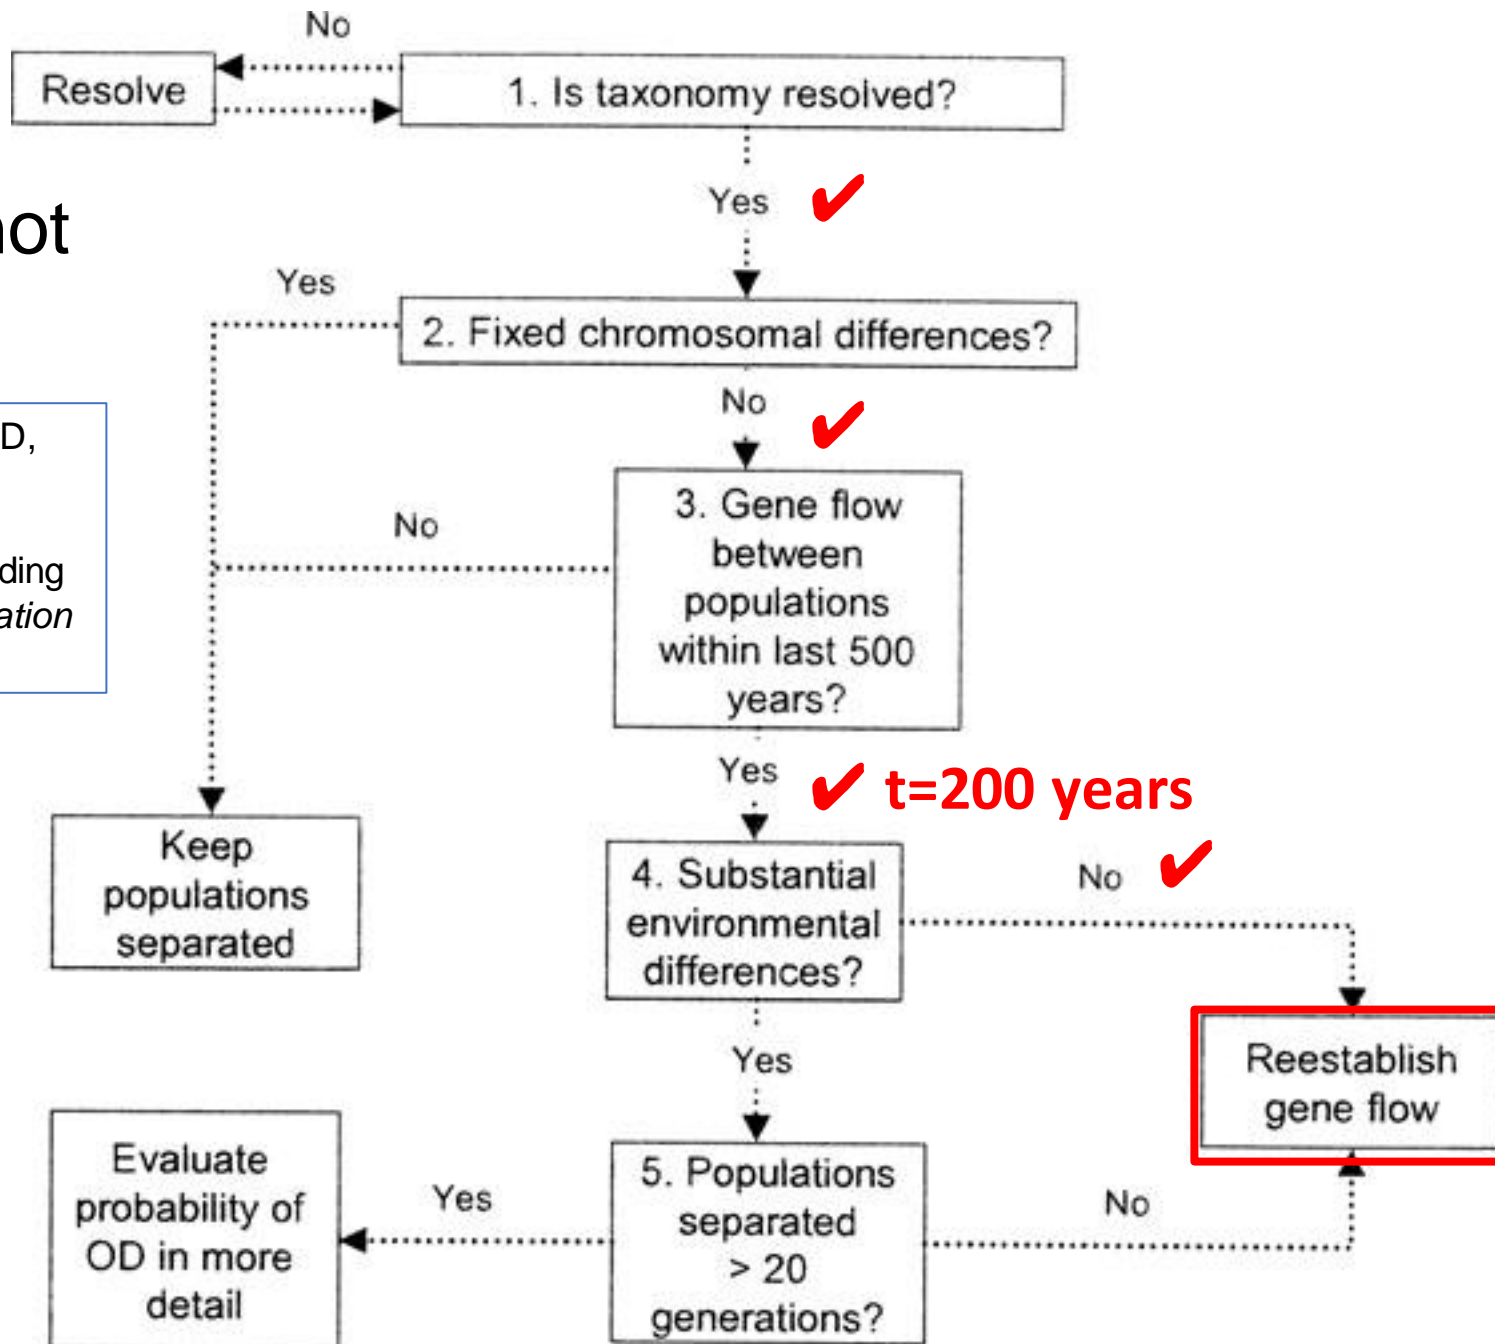 No
Resolve
1. Is taxonomy resolved?
Yes ✔
not
Yes
2. Fixed chromosomal differences?
No ✔
D,
ding
ation
No
3. Gene flow
between
populations
within last 500
years?
Yes ✔ t=200 years
Keep
populations
separated
4. Substantial
environmental
differences?
No ✔
Yes
Reestablish
gene flow
Evaluate
probability of
OD in more
detail
Yes
5. Populations
separated
> 20
generations?
No